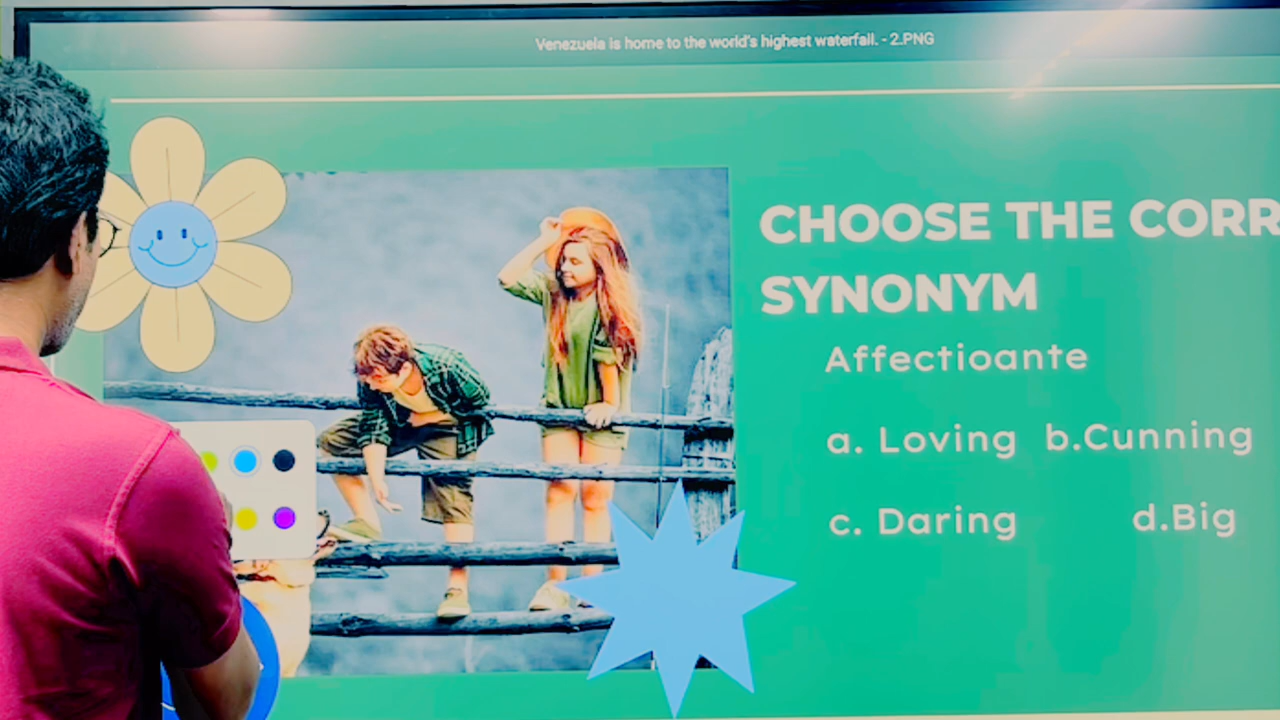 Venezuela is home to the world's highest waterfall. - 2.PNG
CHOOSE THE CORR
SYNONYM
Affectioante
a. Loving b.Cunning
c. Daring d.Big